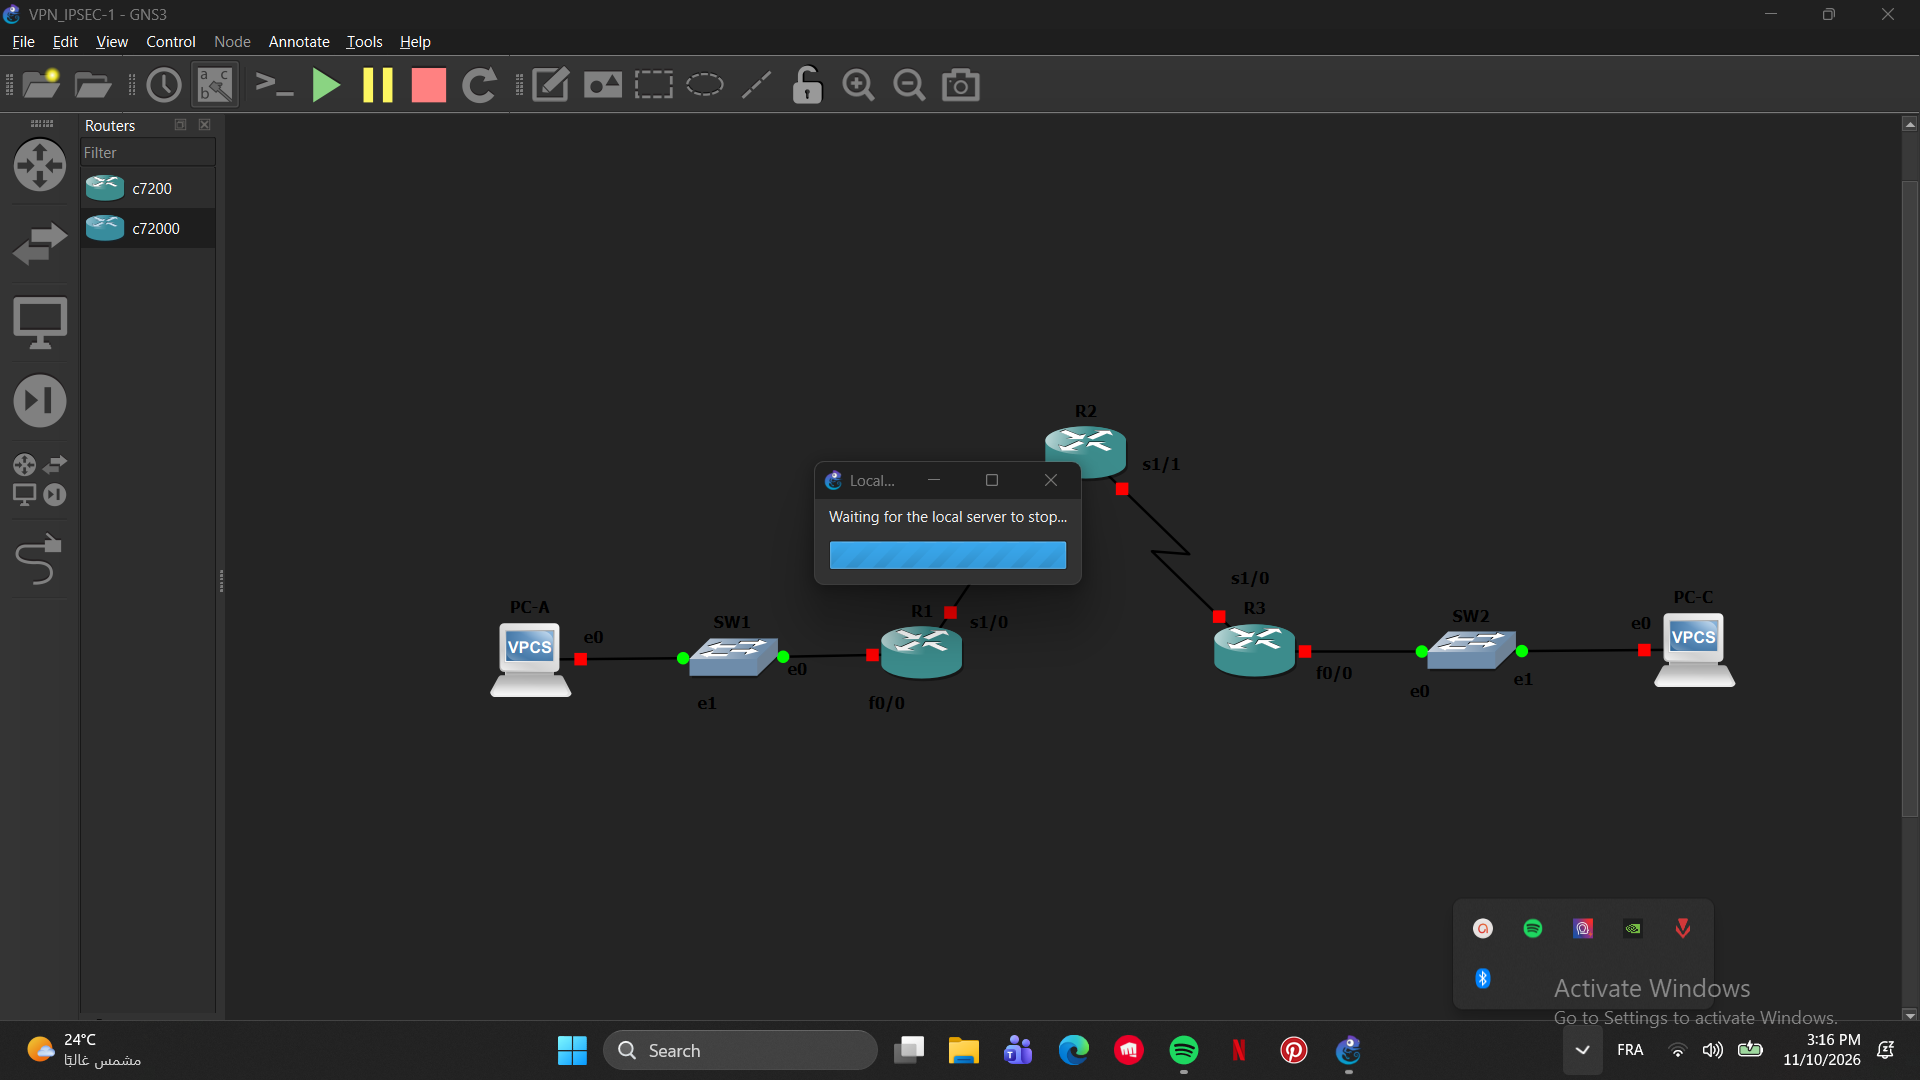 VPN_IPSEC-1 - GNS3
File Edit View Control Node Annotate Tools Help
Routers
Filter
c7200
c72000
R2
s1/1
Local...
Waiting for the local server to stop...
s1/0
R3
PC-A
VPCS
e0
SW1
e1
e0
R1
s1/0
f0/0
f0/0
SW2
e0
e1
PC-C
e0
VPCS
Activate Windows
Go to Settings to activate Windows.
24°C
مشمس غالبًا
Search
FRA
3:16 PM
11/10/2026